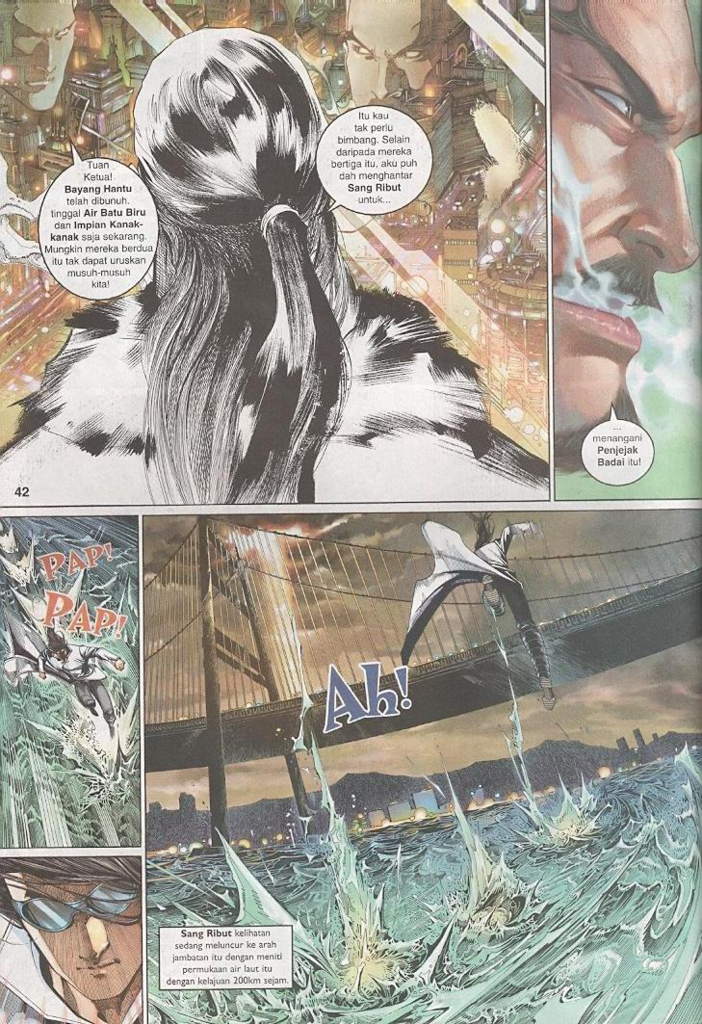 Tuan
Ketua!
Bayang Hantu
telah dibunuh.
tinggal Air Batu Biru
dan Impian Kanak-
kanak saja sekarang.
Mungkin mereka berdua
itu tak dapat uruskan
musuh-musuh
kita!
Itu kau
tak perlu
bimbang. Selain
daripada mereka
bertiga itu, aku puh
dah menghantar
Sang Ribut
untuk...
...
menangani
Penjejak
Badai itu!
42
PAP!
PAP!
Ah!
Sang Ribut kelihatan
sedang meluncur ke arah
jambatan itu dengan meniti
permukaan air laut itu
dengan kelajuan 200km sejam.